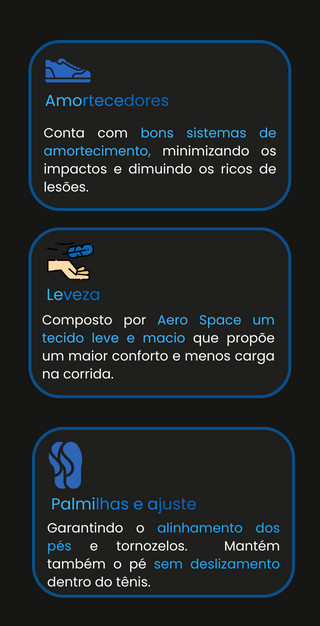 Amortecedores
Conta com bons sistemas de
amortecimento, minimizando os
impactos e dimuindo os ricos de
lesões.
Leveza
Composto por Aero Space um
tecido leve e macio que propõe
um maior conforto e menos carga
na corrida.
Palmilhas e ajuste
Garantindo o alinhamento dos
pés e tornozelos. Mantém
também o pé sem deslizamento
dentro do tênis.